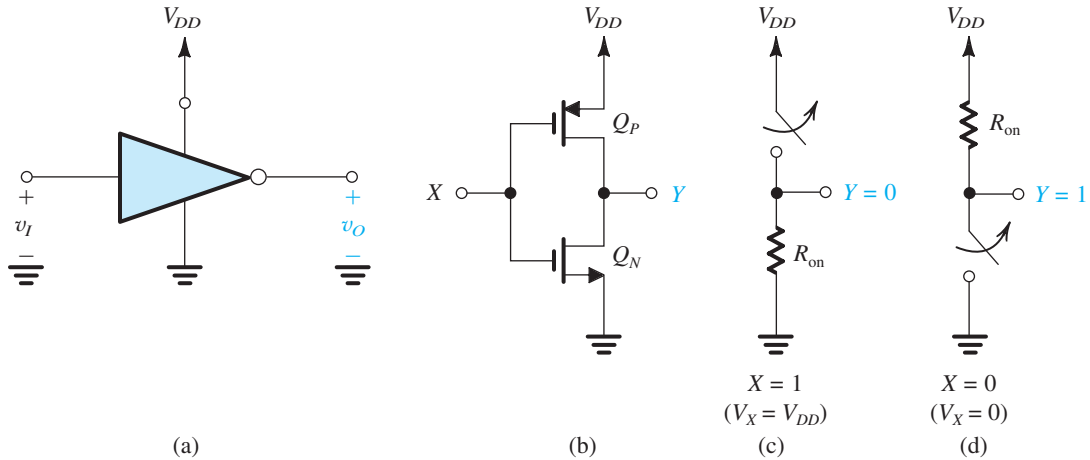 V_DD
+
v_I
−
+
v_O
−
(a)
V_DD
Q_P
X
Y
Q_N
(b)
V_DD
Y = 0
R_on
X = 1
(V_X = V_DD)
(c)
V_DD
R_on
Y = 1
X = 0
(V_X = 0)
(d)